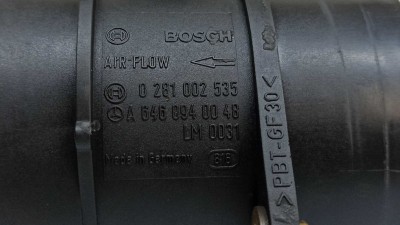 BOSCH
AIR FLOW
0 281 002 535
A 646 094 00 48
LM 0031
Made in Germany
>PBT-GF30<